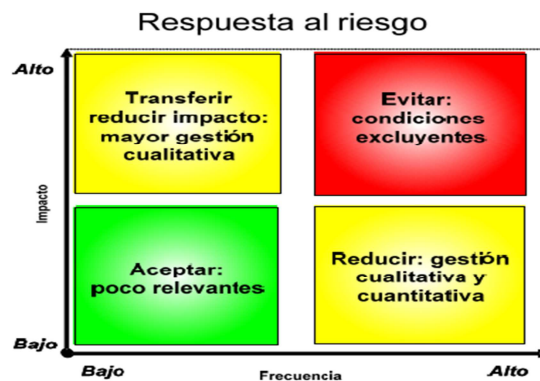 Respuesta al riesgo
Alto
Transferir
reducir impacto:
mayor gestión
cualitativa
Evitar:
condiciones
excluyentes
Impacto
Aceptar:
poco relevantes
Reducir: gestión
cualitativa y
cuantitativa
Bajo
Bajo
Frecuencia
Alto